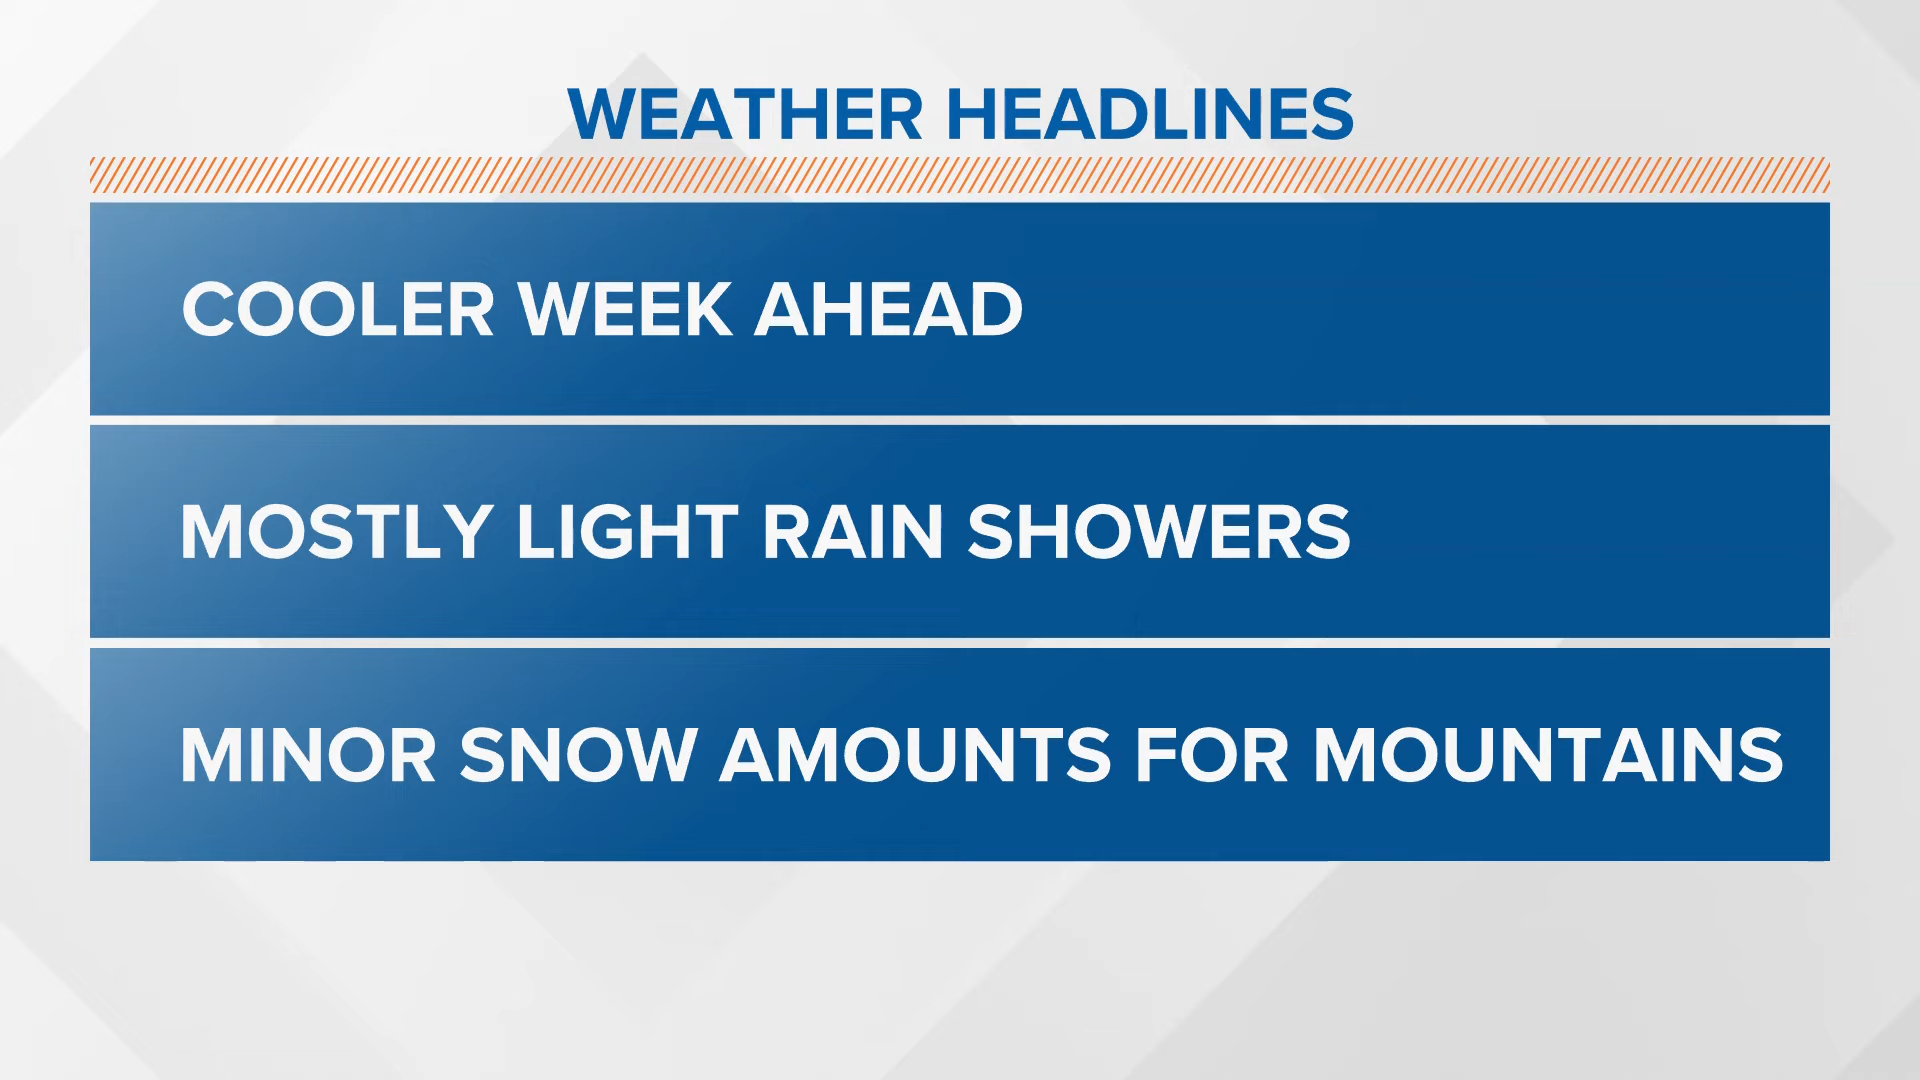 WEATHER HEADLINES
COOLER WEEK AHEAD
MOSTLY LIGHT RAIN SHOWERS
MINOR SNOW AMOUNTS FOR MOUNTAINS